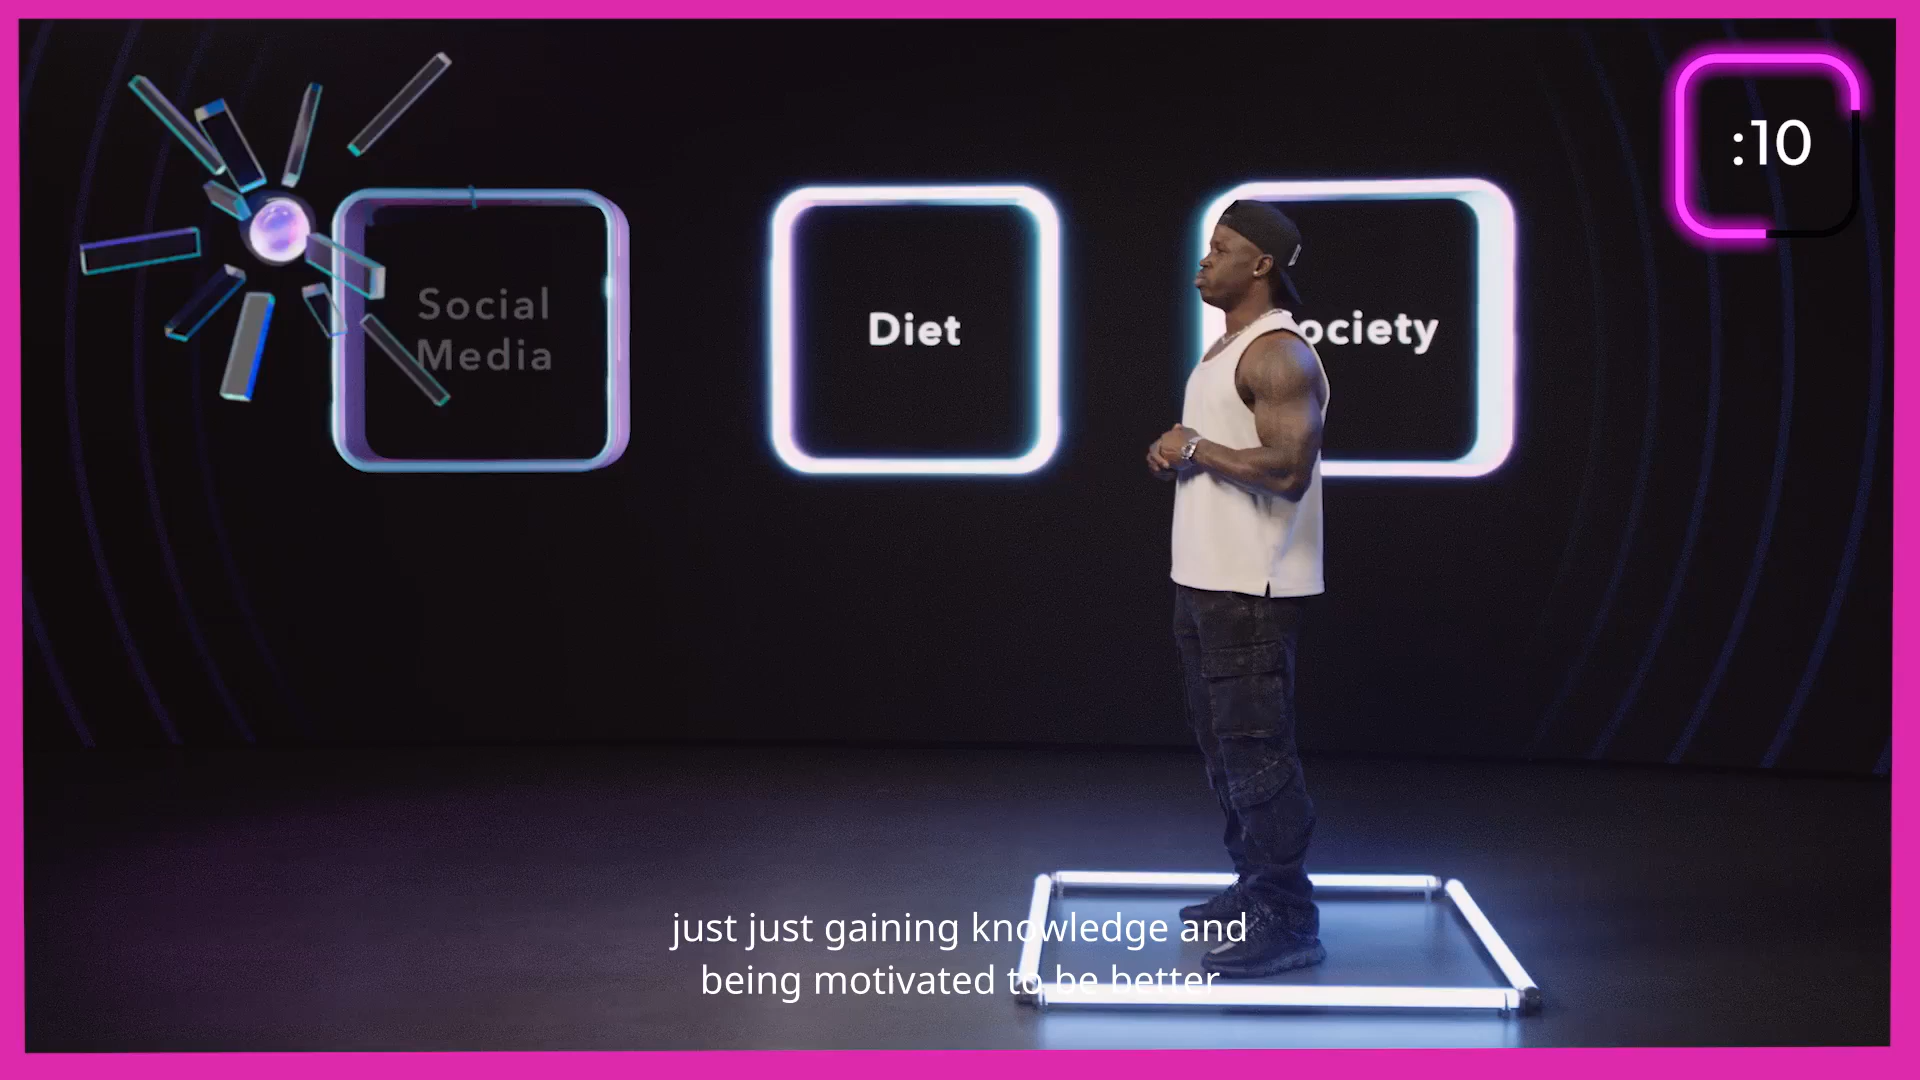 :10
Social
Media
Diet
ociety
just just gaining knowledge and
being motivated to be better